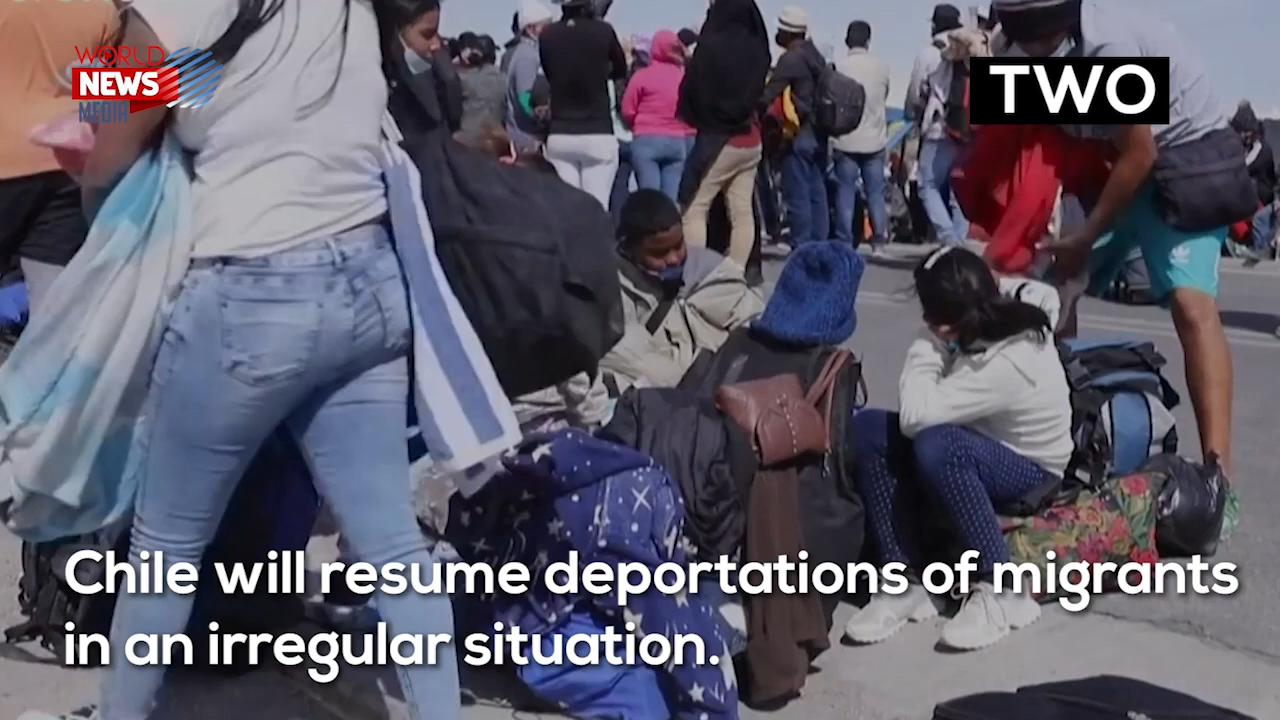 WORLD
NEWS
MEDIA
TWO
Chile will resume deportations of migrants
in an irregular situation.